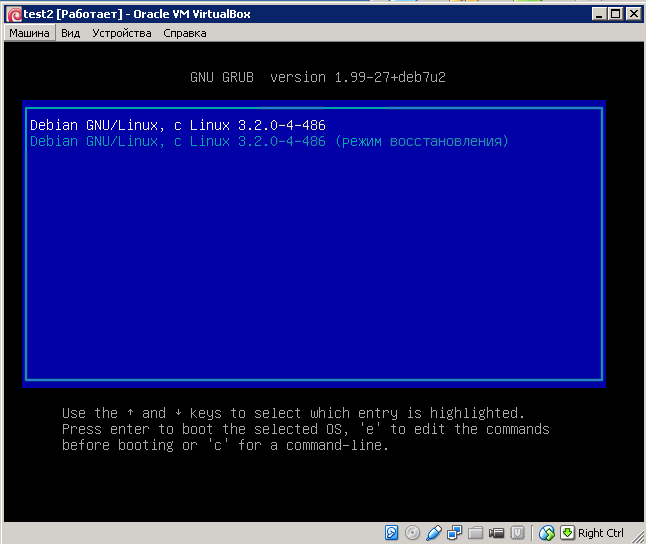 test2 [Работает] - Oracle VM VirtualBox
Машина Вид Устройства Справка
GNU GRUB  version 1.99-27+deb7u2
Debian GNU/Linux, с Linux 3.2.0-4-486
Debian GNU/Linux, с Linux 3.2.0-4-486 (режим восстановления)
Use the ↑ and ↓ keys to select which entry is highlighted.
Press enter to boot the selected OS, 'e' to edit the commands
before booting or 'c' for a command-line.
Right Ctrl